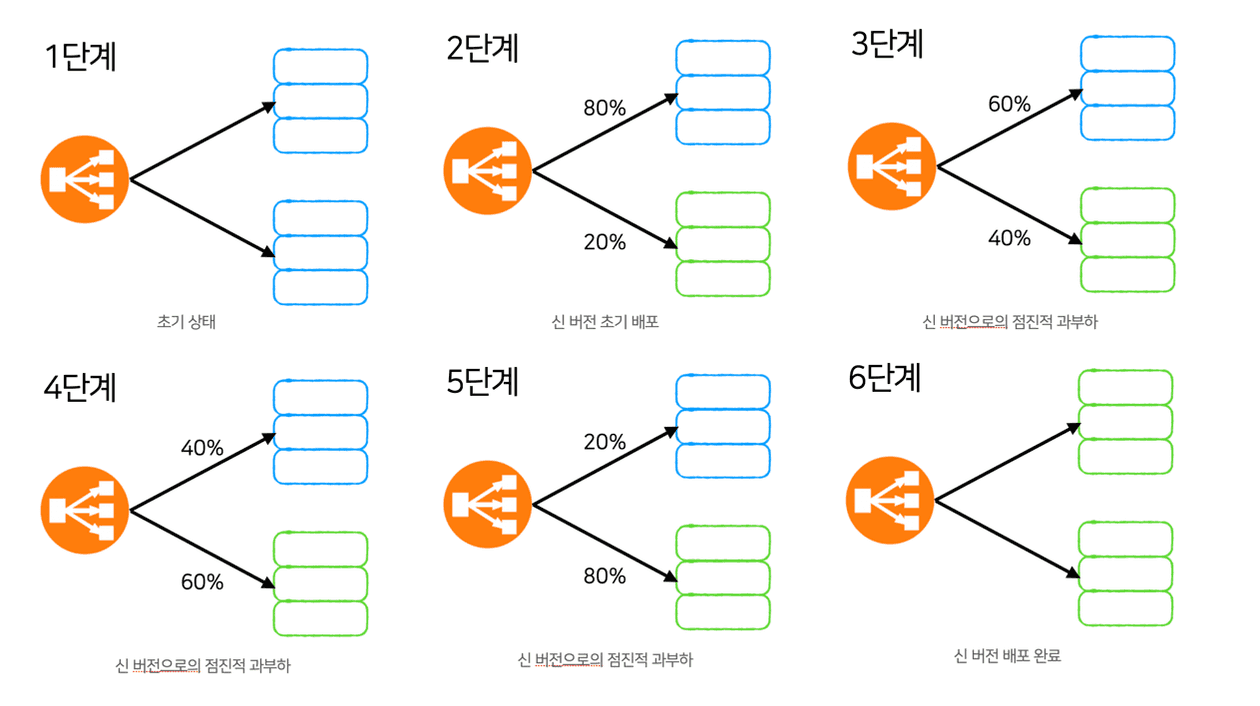 1단계
초기 상태
2단계
80%
20%
신 버전 초기 배포
3단계
60%
40%
신 버전으로의 점진적 과부하
4단계
40%
60%
신 버전으로의 점진적 과부하
5단계
20%
80%
신 버전으로의 점진적 과부하
6단계
신 버전 배포 완료